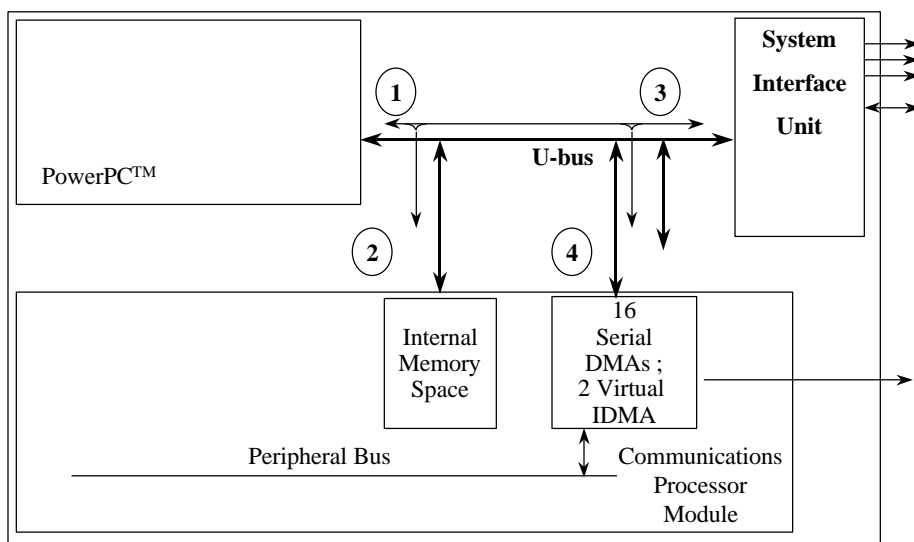 System
Interface
Unit
1
3
U-bus
PowerPC™
2
4
16
Serial
DMAs ;
2 Virtual
IDMA
Internal
Memory
Space
Peripheral Bus
Communications
Processor
Module